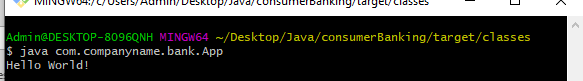 MINGW64:/c/Users/Admin/Desktop/Java/consumerBanking/target/classes
Admin@DESKTOP-8O96QNH MINGW64 ~/Desktop/Java/consumerBanking/target/classes
$ java com.companyname.bank.App
Hello World!